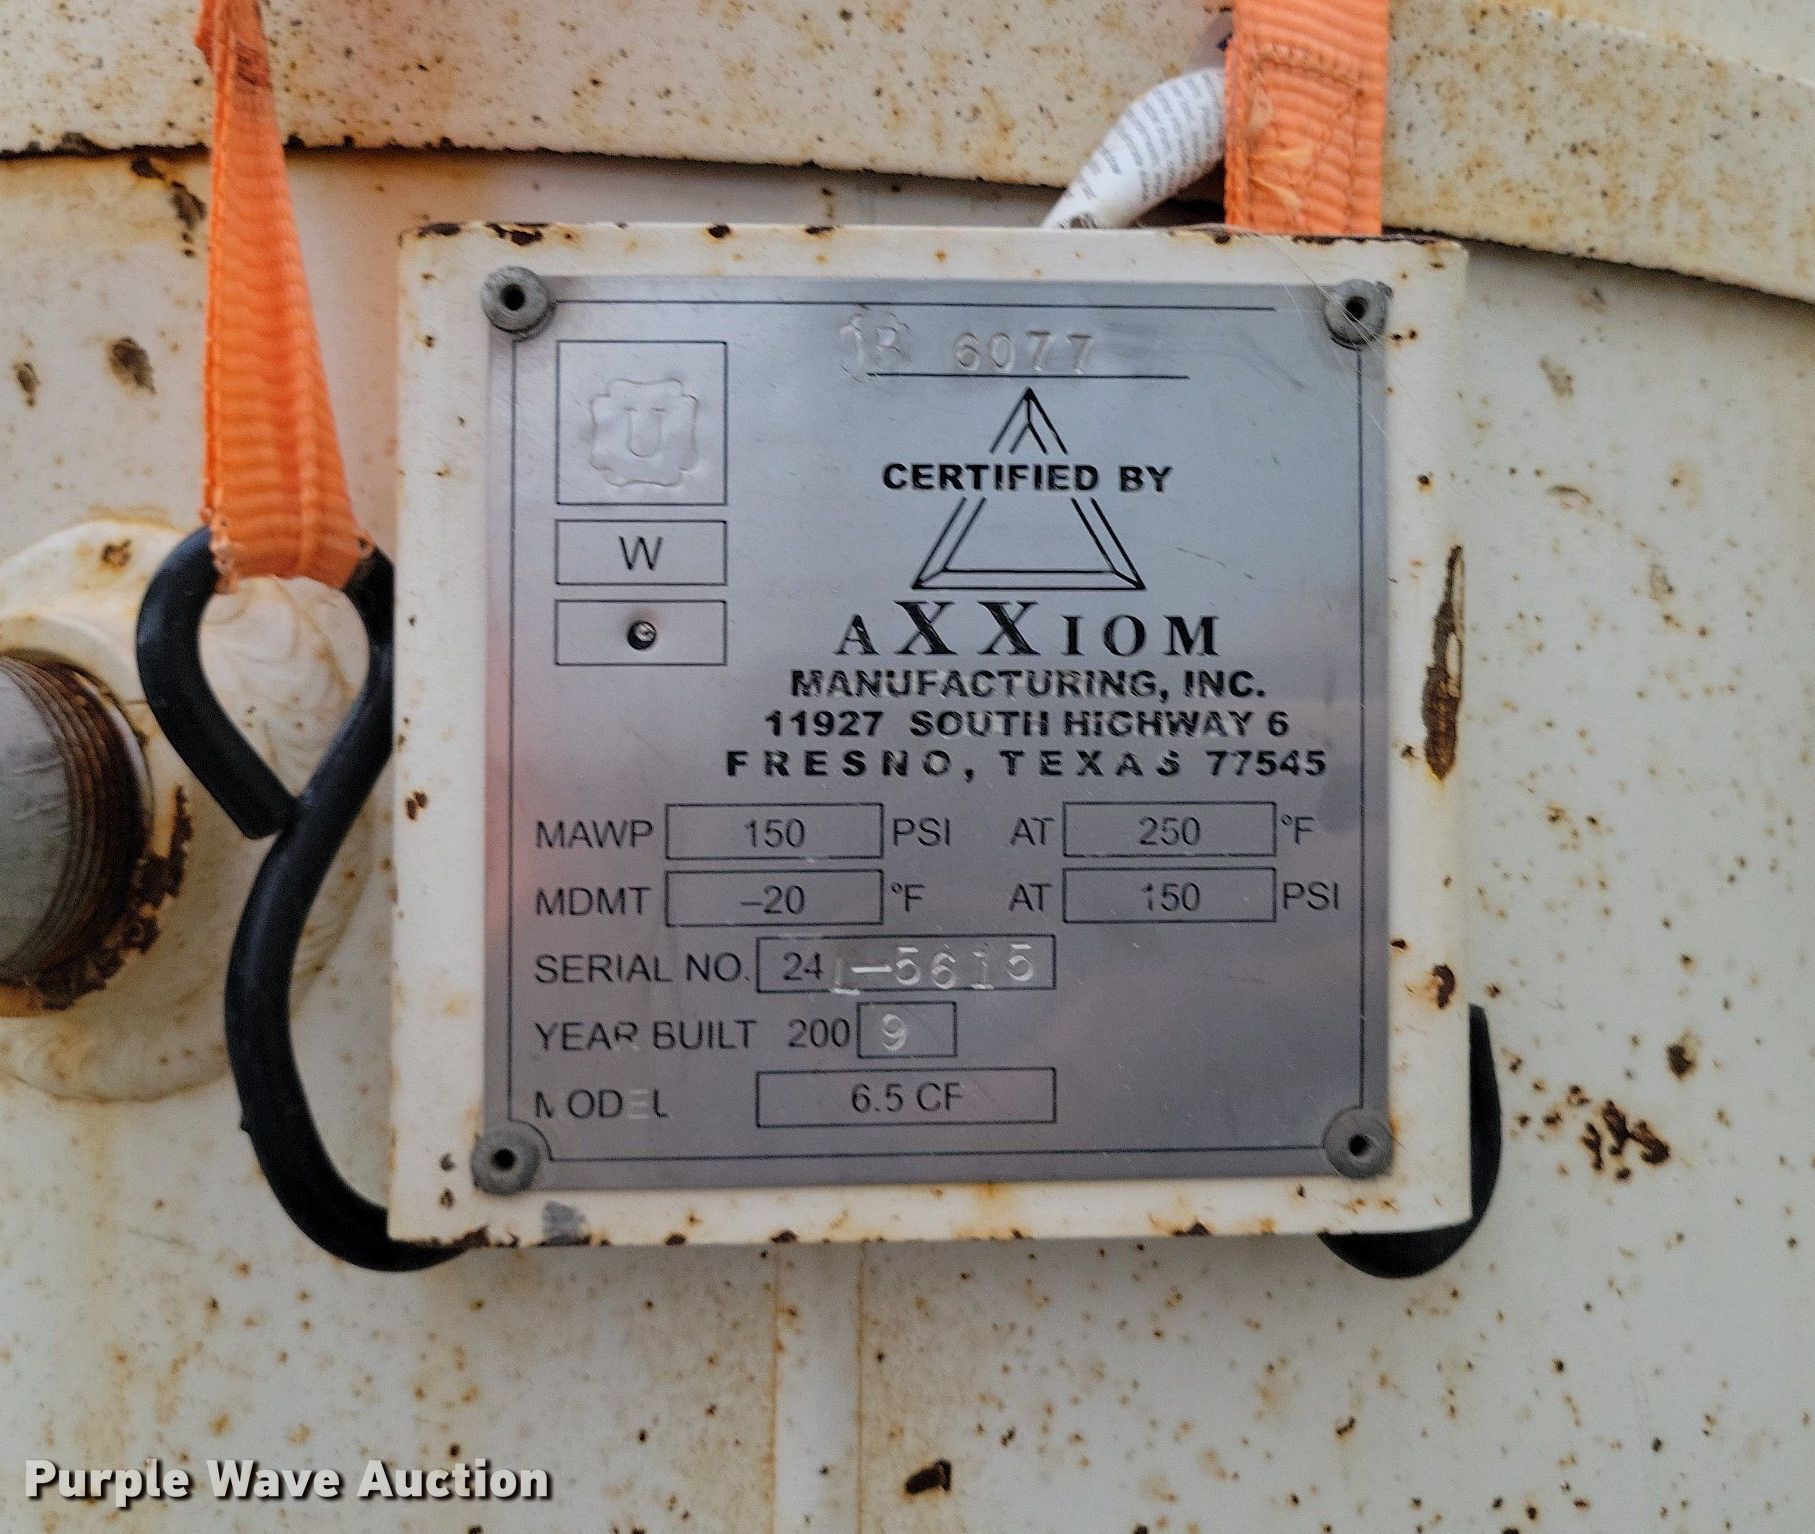 6077
U
CERTIFIED BY
W
AXXIOM
MANUFACTURING, INC.
11927 SOUTH HIGHWAY 6
FRESNO, TEXAS 77545
MAWP 150 PSI AT 250 °F
MDMT –20 °F AT 150 PSI
SERIAL NO. 24L–5615
YEAR BUILT 2009
MODEL 6.5 CF
Purple Wave Auction